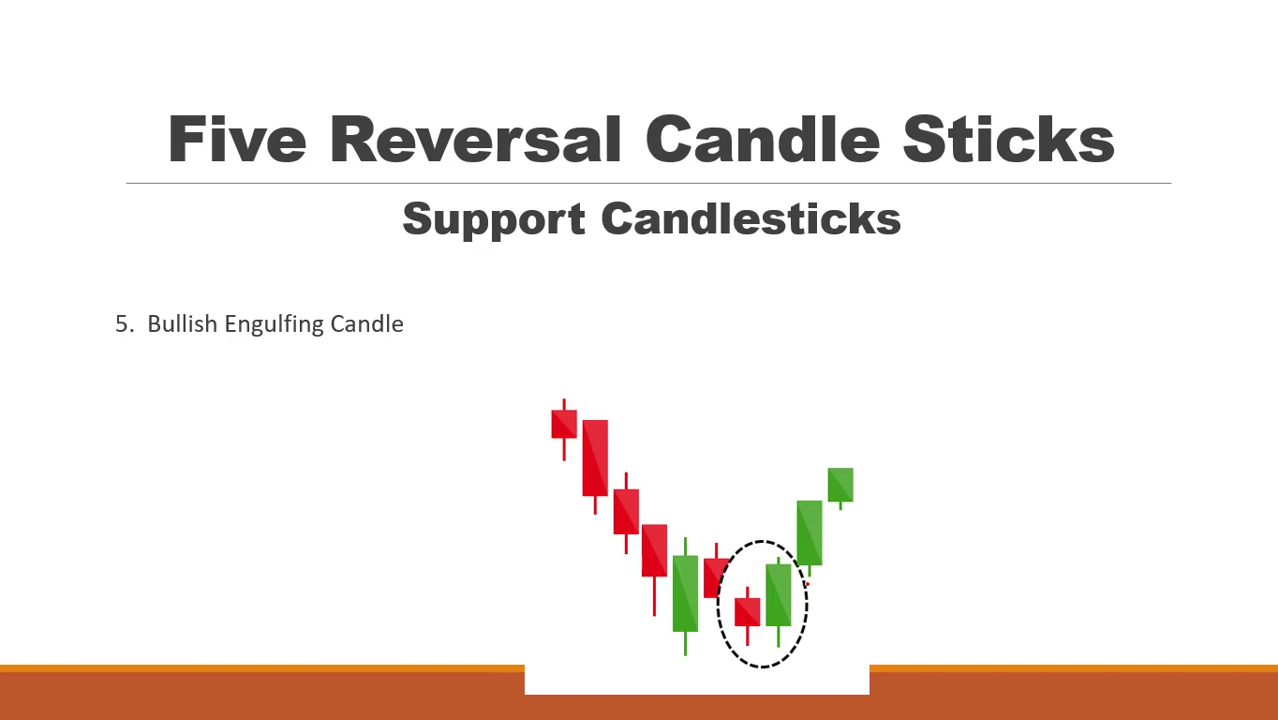 Five Reversal Candle Sticks
Support Candlesticks
5. Bullish Engulfing Candle